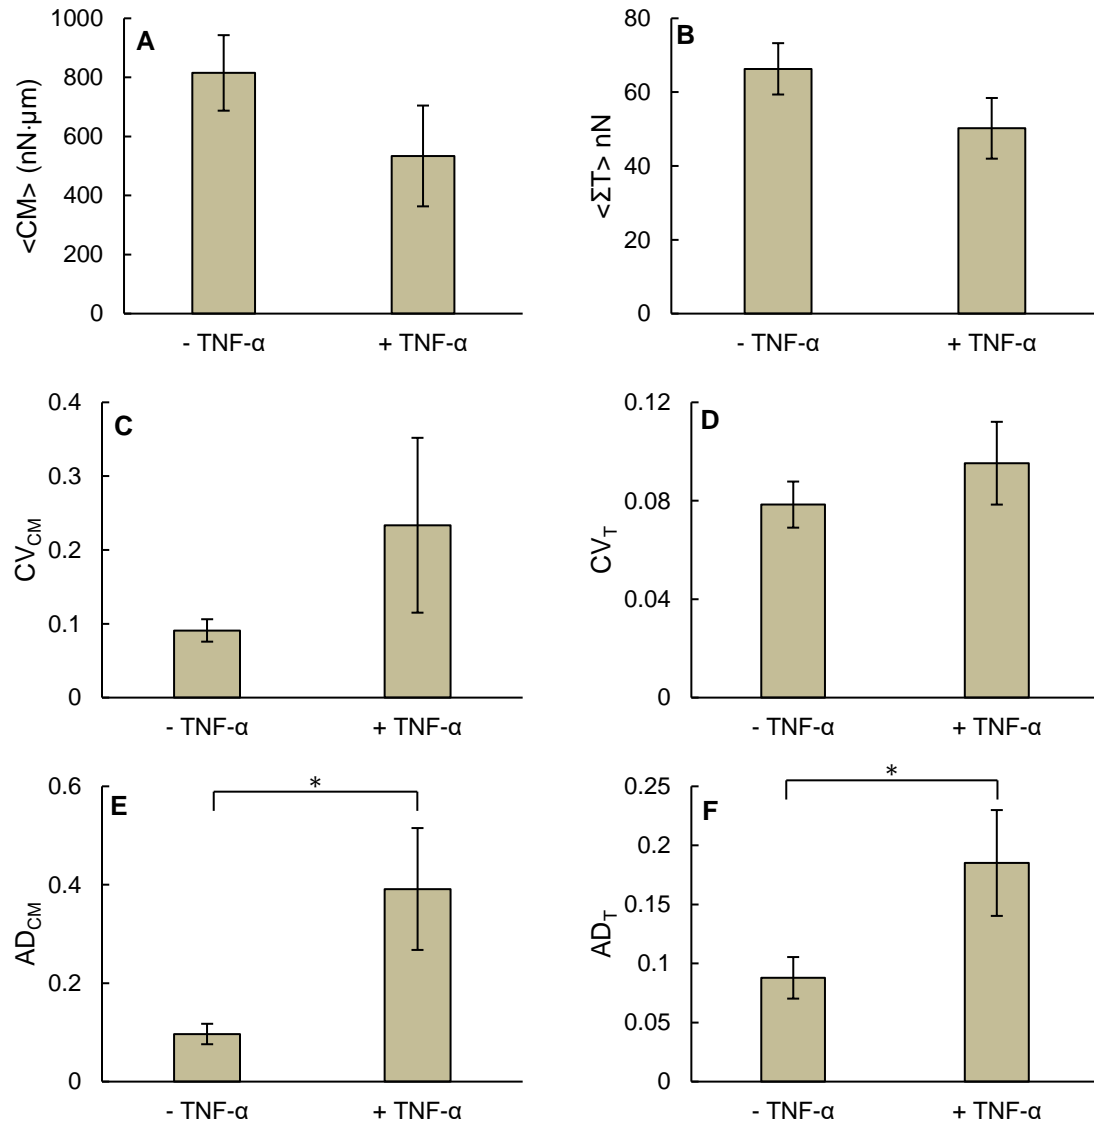 A
<CM> (nN·µm)
1000
800
600
400
200
0
- TNF-α + TNF-α
B
<ΣT> nN
80
60
40
20
0
- TNF-α + TNF-α
C
CV_CM
0.4
0.3
0.2
0.1
0
- TNF-α + TNF-α
D
CV_T
0.12
0.08
0.04
0
- TNF-α + TNF-α
E
*
AD_CM
0.6
0.4
0.2
0
- TNF-α + TNF-α
F
*
AD_T
0.25
0.2
0.15
0.1
0.05
0
- TNF-α + TNF-α